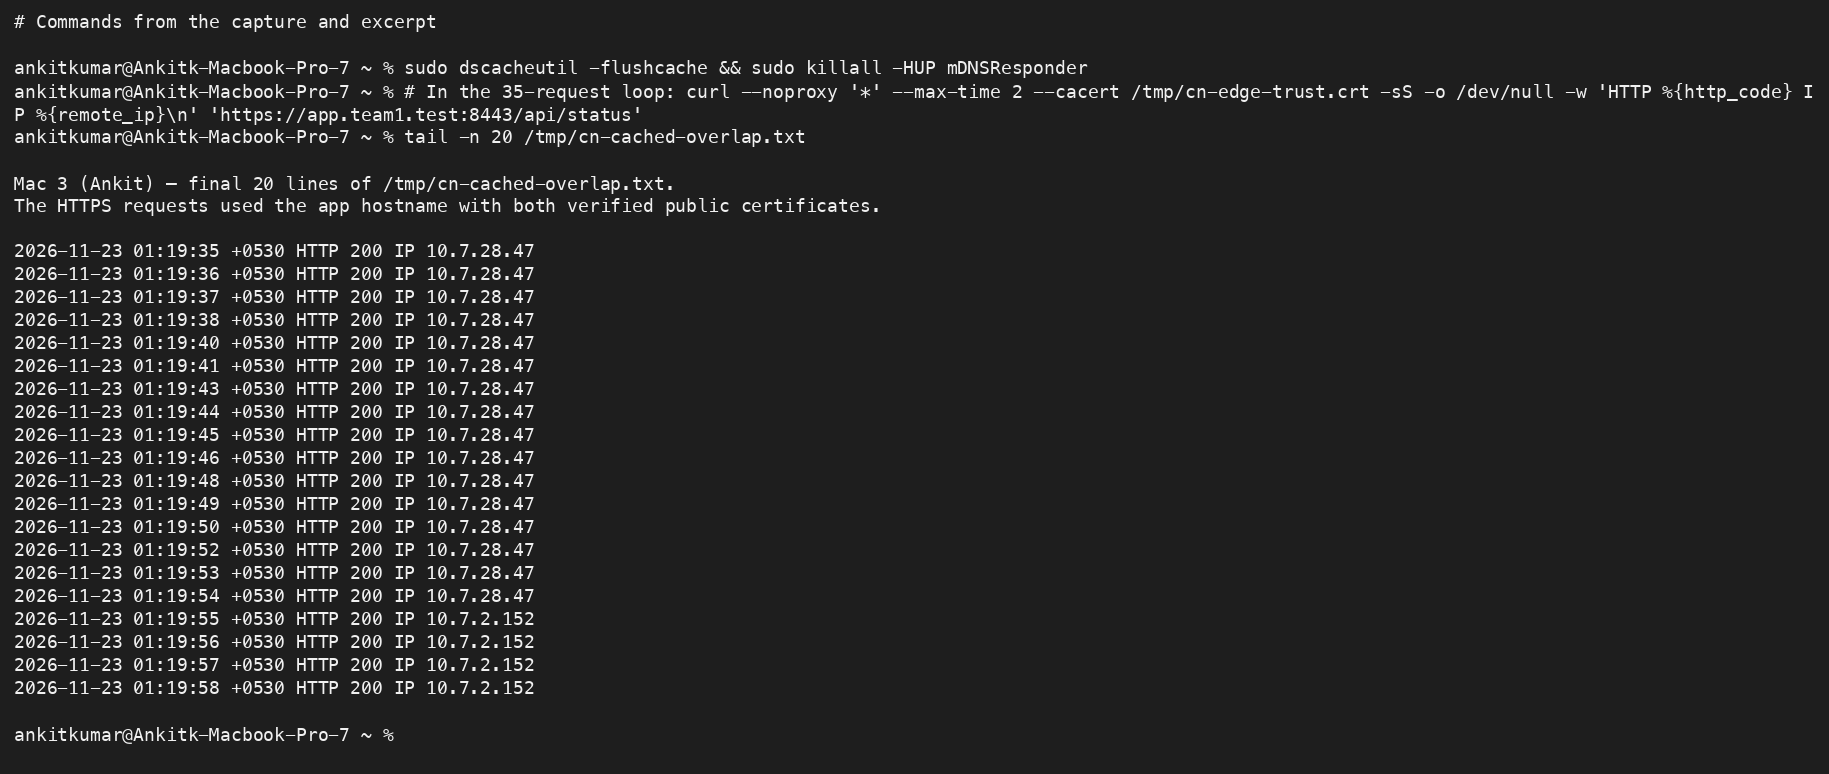 # Commands from the capture and excerpt
ankitkumar@Ankitk-Macbook-Pro-7 ~ % sudo dscacheutil -flushcache && sudo killall -HUP mDNSResponder
ankitkumar@Ankitk-Macbook-Pro-7 ~ % # In the 35-request loop: curl --noproxy '*' --max-time 2 --cacert /tmp/cn-edge-trust.crt -sS -o /dev/null -w 'HTTP %{http_code} I
P %{remote_ip}\n' 'https://app.team1.test:8443/api/status'
ankitkumar@Ankitk-Macbook-Pro-7 ~ % tail -n 20 /tmp/cn-cached-overlap.txt
Mac 3 (Ankit) — final 20 lines of /tmp/cn-cached-overlap.txt.
The HTTPS requests used the app hostname with both verified public certificates.
2026-11-23 01:19:35 +0530 HTTP 200 IP 10.7.28.47
2026-11-23 01:19:36 +0530 HTTP 200 IP 10.7.28.47
2026-11-23 01:19:37 +0530 HTTP 200 IP 10.7.28.47
2026-11-23 01:19:38 +0530 HTTP 200 IP 10.7.28.47
2026-11-23 01:19:40 +0530 HTTP 200 IP 10.7.28.47
2026-11-23 01:19:41 +0530 HTTP 200 IP 10.7.28.47
2026-11-23 01:19:43 +0530 HTTP 200 IP 10.7.28.47
2026-11-23 01:19:44 +0530 HTTP 200 IP 10.7.28.47
2026-11-23 01:19:45 +0530 HTTP 200 IP 10.7.28.47
2026-11-23 01:19:46 +0530 HTTP 200 IP 10.7.28.47
2026-11-23 01:19:48 +0530 HTTP 200 IP 10.7.28.47
2026-11-23 01:19:49 +0530 HTTP 200 IP 10.7.28.47
2026-11-23 01:19:50 +0530 HTTP 200 IP 10.7.28.47
2026-11-23 01:19:52 +0530 HTTP 200 IP 10.7.28.47
2026-11-23 01:19:53 +0530 HTTP 200 IP 10.7.28.47
2026-11-23 01:19:54 +0530 HTTP 200 IP 10.7.28.47
2026-11-23 01:19:55 +0530 HTTP 200 IP 10.7.2.152
2026-11-23 01:19:56 +0530 HTTP 200 IP 10.7.2.152
2026-11-23 01:19:57 +0530 HTTP 200 IP 10.7.2.152
2026-11-23 01:19:58 +0530 HTTP 200 IP 10.7.2.152
ankitkumar@Ankitk-Macbook-Pro-7 ~ %